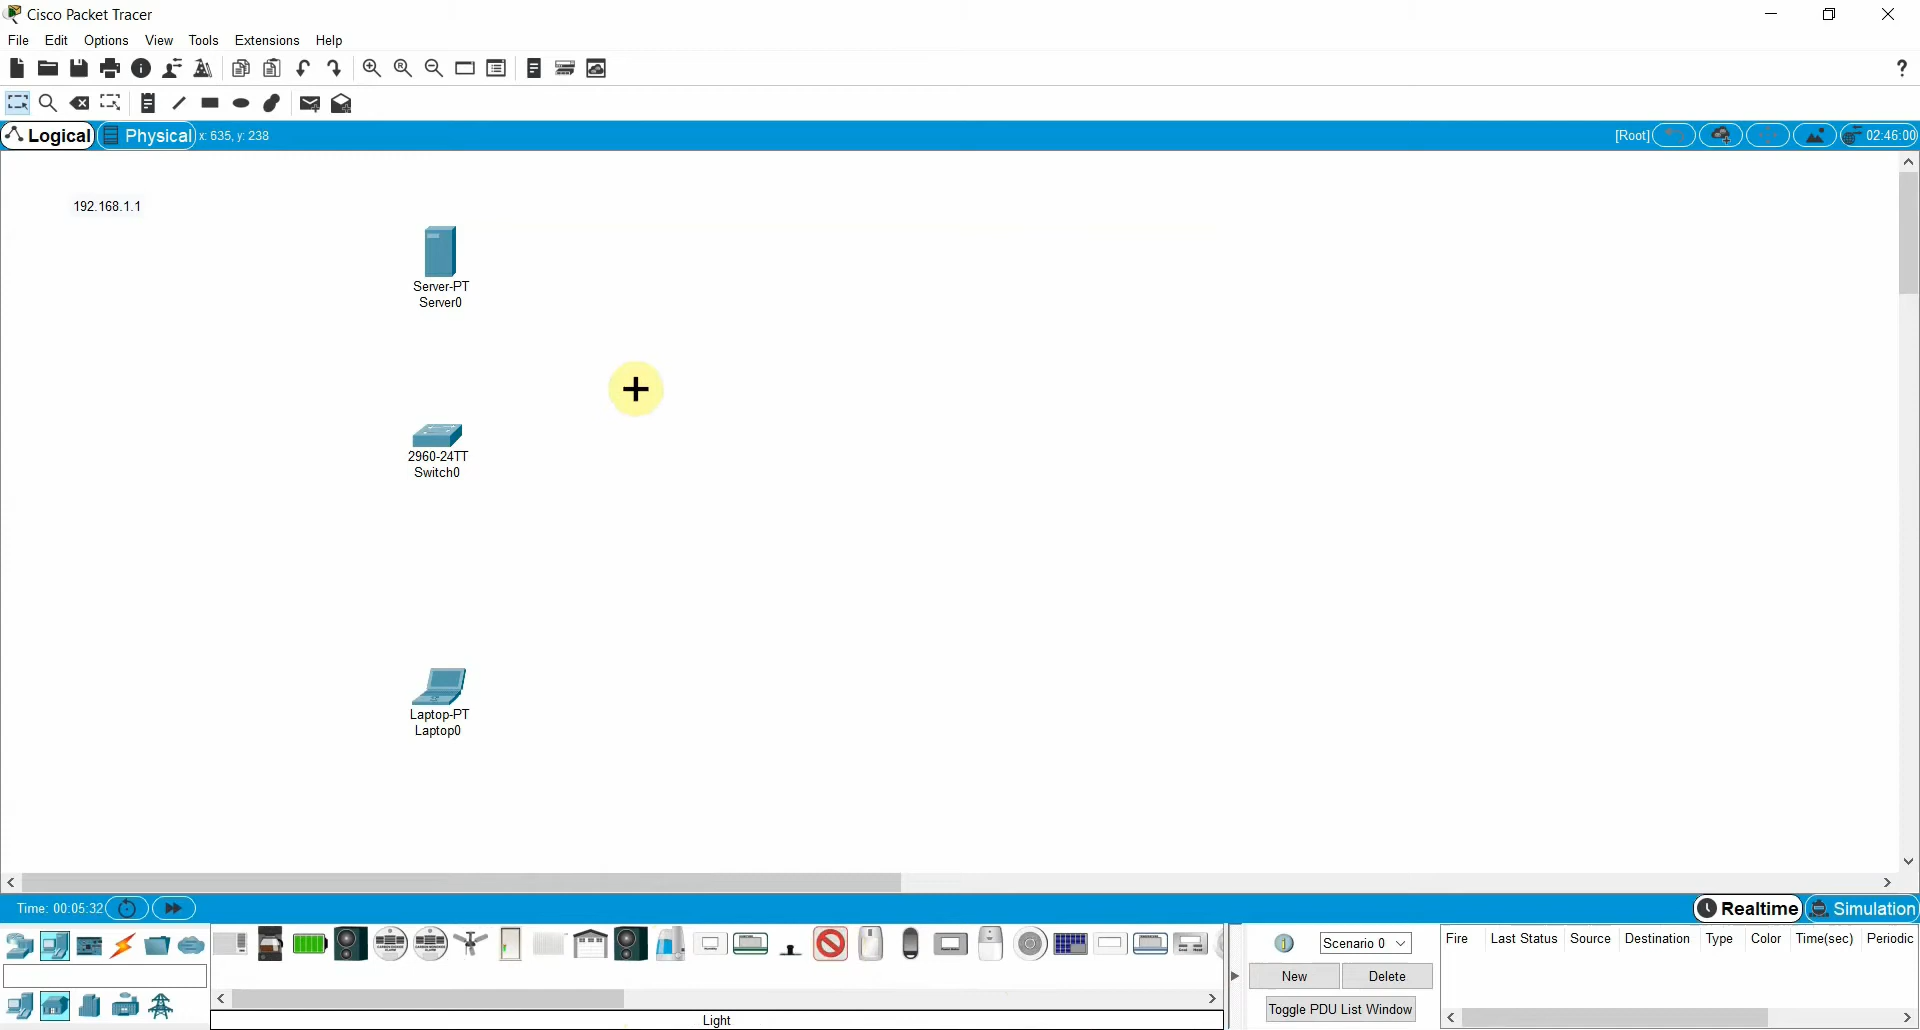 Cisco Packet Tracer
File Edit Options View Tools Extensions Help
?
Logical Physical x: 635, y: 238 [Root] 02:46:00
192.168.1.1
Server-PT
Server0
2960-24TT
Switch0
Laptop-PT
Laptop0
Time: 00:05:32 Realtime Simulation
Scenario 0 Fire Last Status Source Destination Type Color Time(sec) Periodic
New Delete
Toggle PDU List Window
Light